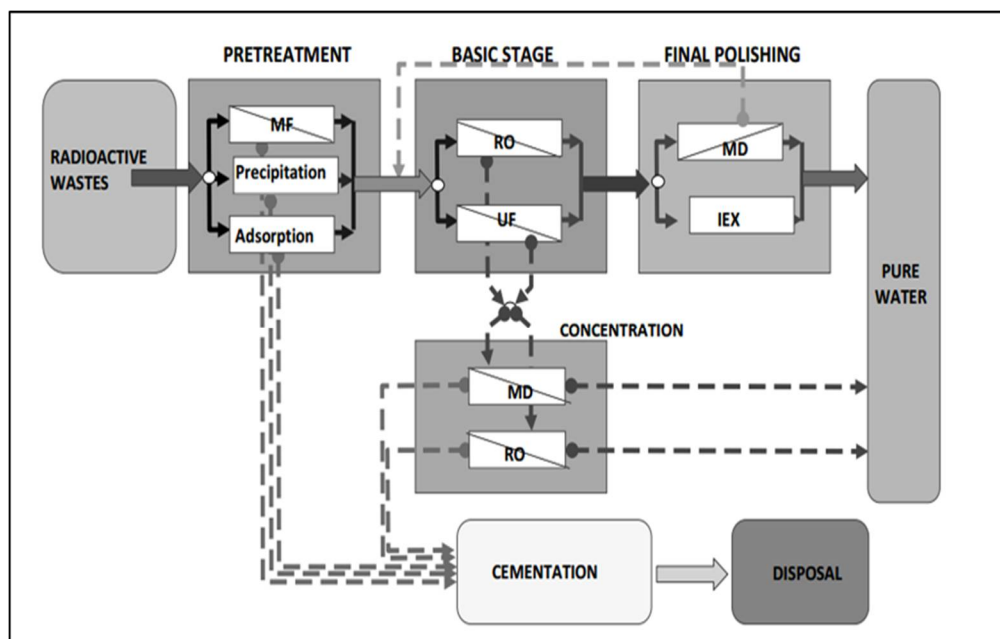 PRETREATMENT
BASIC STAGE
FINAL POLISHING
RADIOACTIVE
WASTES
MF
Precipitation
Adsorption
RO
UF
MD
IEX
PURE
WATER
CONCENTRATION
MD
RO
CEMENTATION
DISPOSAL